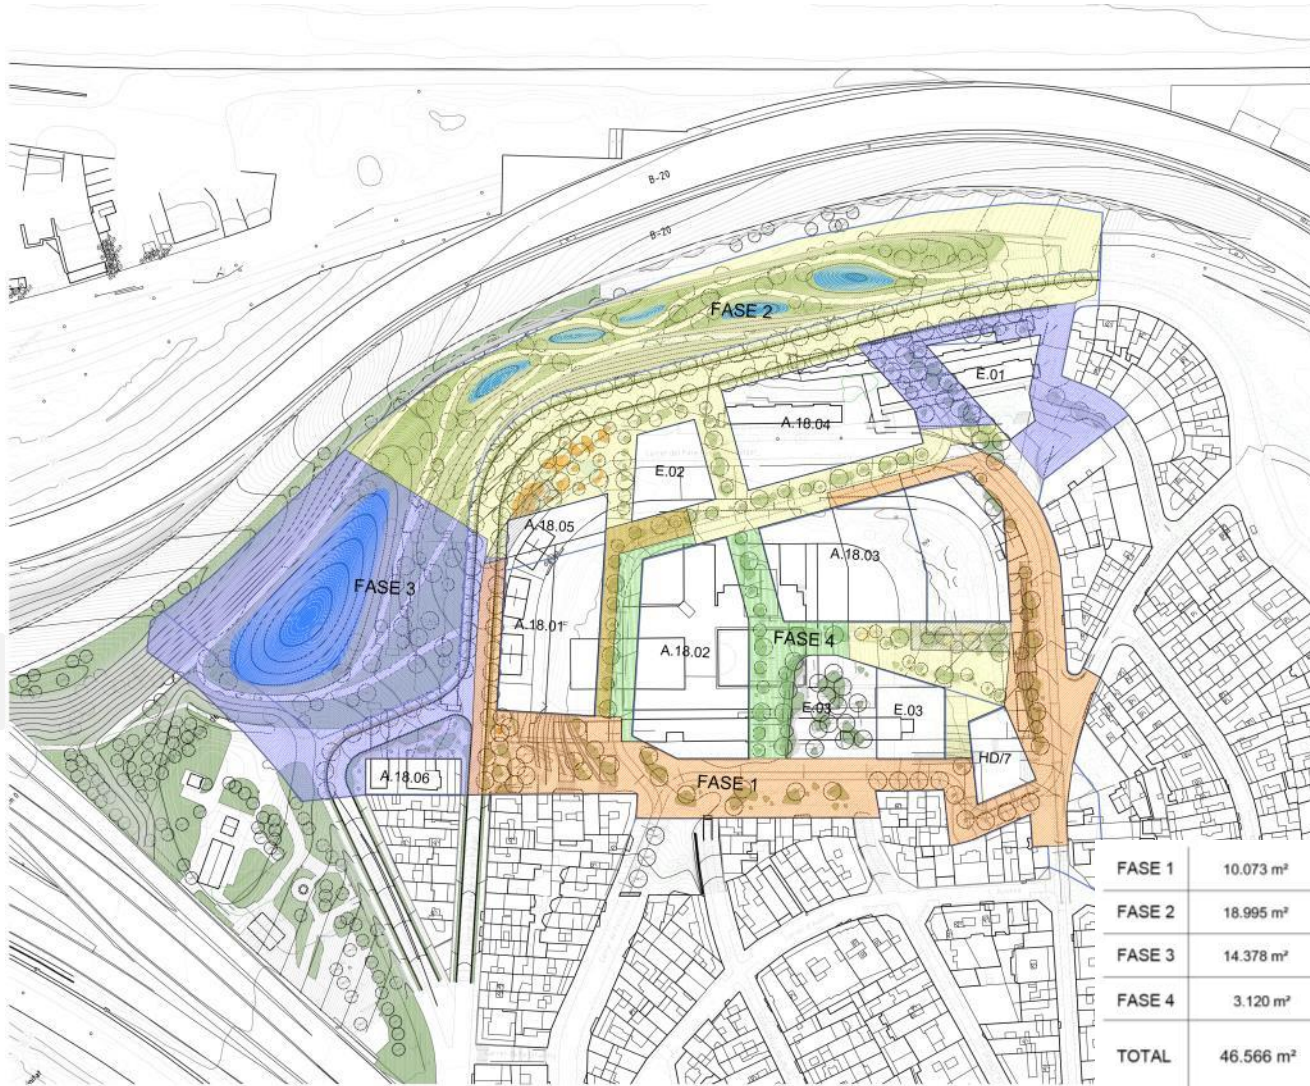 B-20
B-20
FASE 2
E.01
A.18.04
E.02
A.18.05
A.18.03
FASE 3
A.18.01
FASE 4
A.18.02
E.03
E.03
HD/7
A.18.06
FASE 1
FASE 1 10.073 m²
FASE 2 18.995 m²
FASE 3 14.378 m²
FASE 4 3.120 m²
TOTAL 46.566 m²